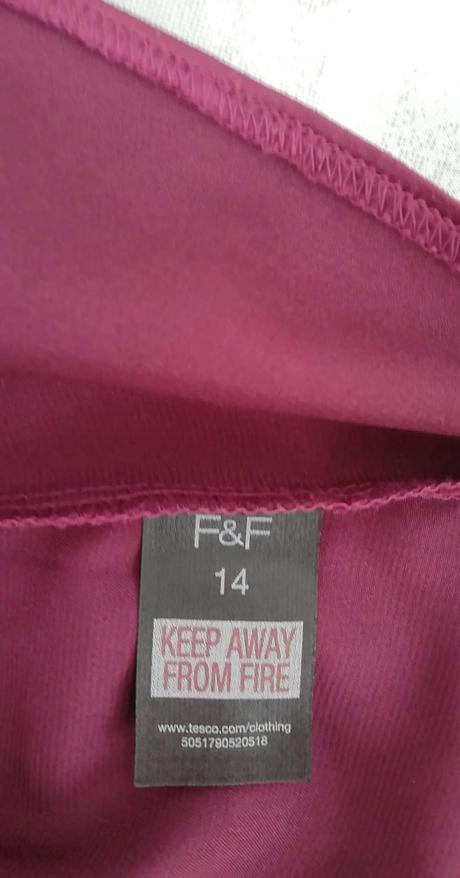 F&F
14
KEEP AWAY
FROM FIRE
www.tesco.com/clothing
5051790520518